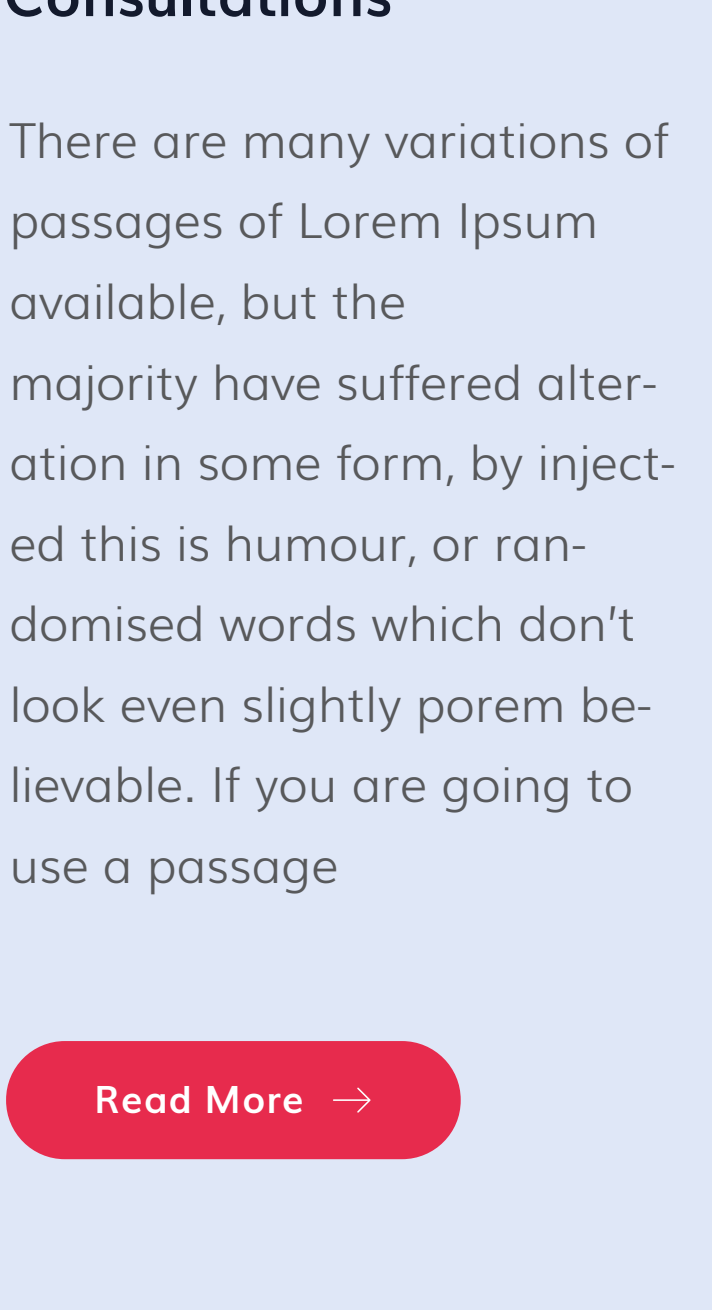 Consultations
There are many variations of
passages of Lorem Ipsum
available, but the
majority have suffered alter-
ation in some form, by inject-
ed this is humour, or ran-
domised words which don't
look even slightly porem be-
lievable. If you are going to
use a passage
Read More